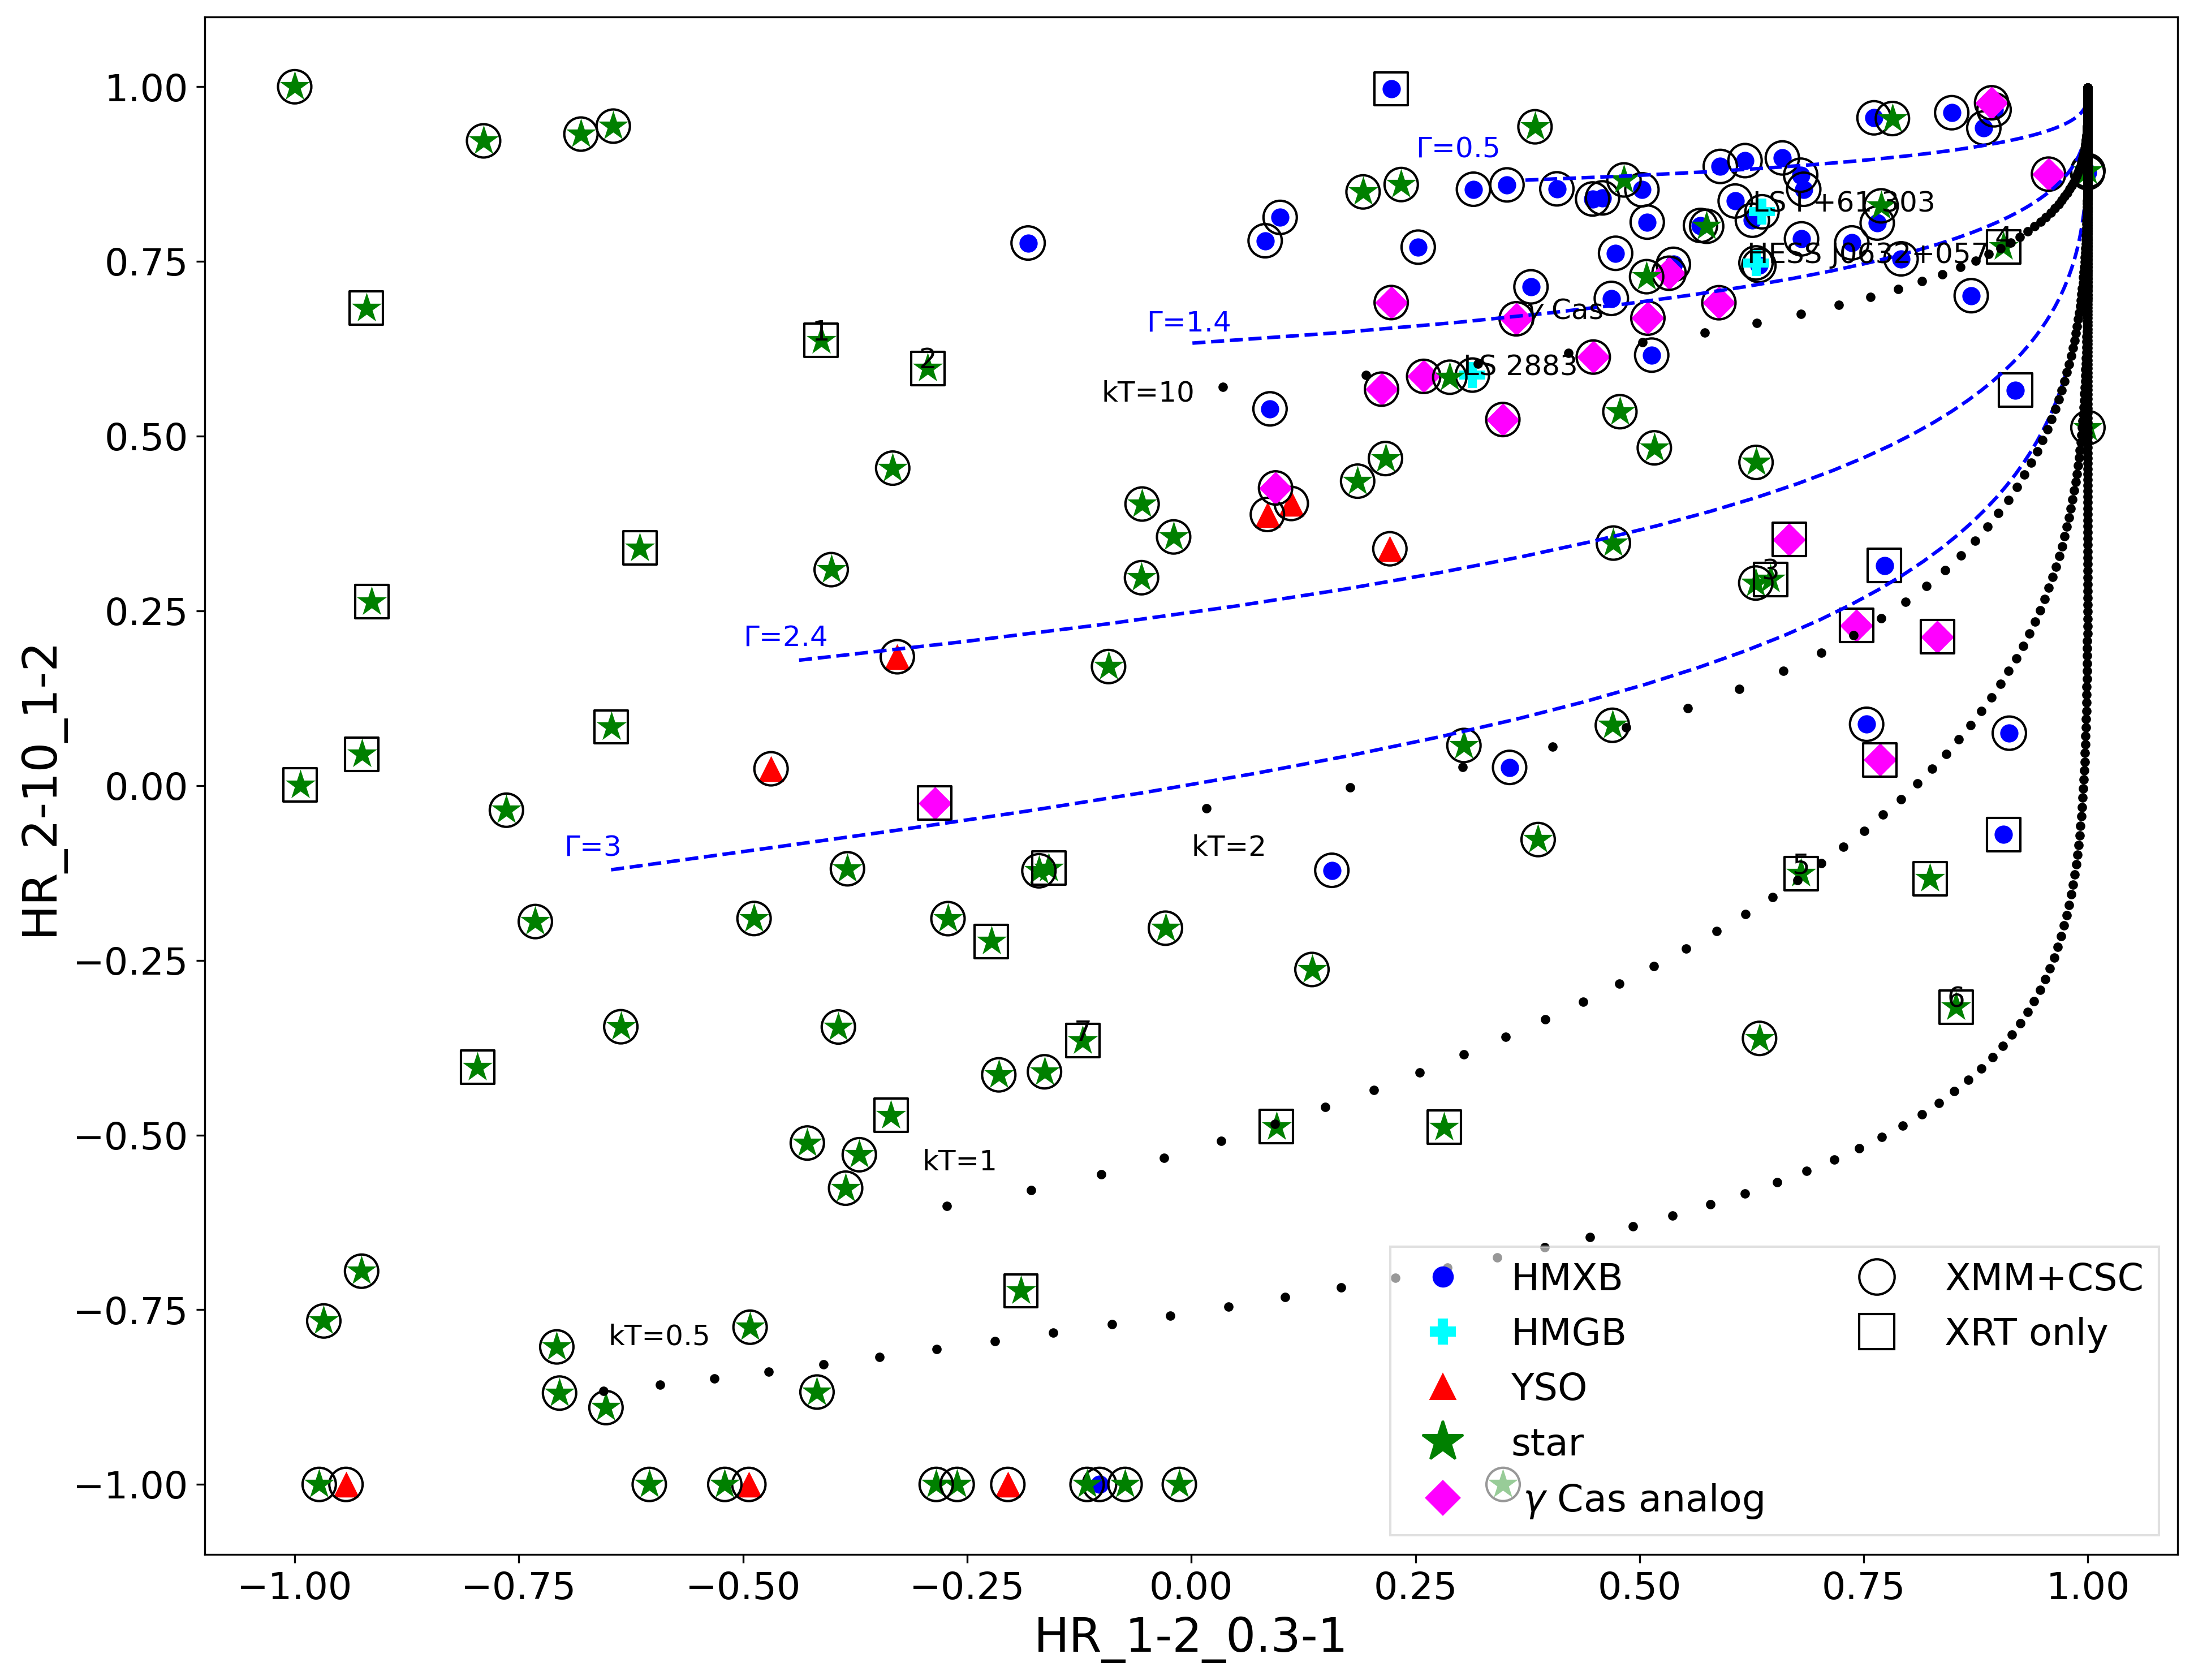 1.00
0.75
0.50
0.25
0.00
−0.25
−0.50
−0.75
−1.00
HR_2-10_1-2
Γ=0.5
LS I +61 303
HESS J0632+057
4
γ Cas
Γ=1.4
1
2
LS 2883
kT=10
3
Γ=2.4
Γ=3
kT=2
5
6
7
kT=1
kT=0.5
HMXB
HMGB
YSO
star
γ Cas analog
XMM+CSC
XRT only
−1.00
−0.75
−0.50
−0.25
0.00
0.25
0.50
0.75
1.00
HR_1-2_0.3-1